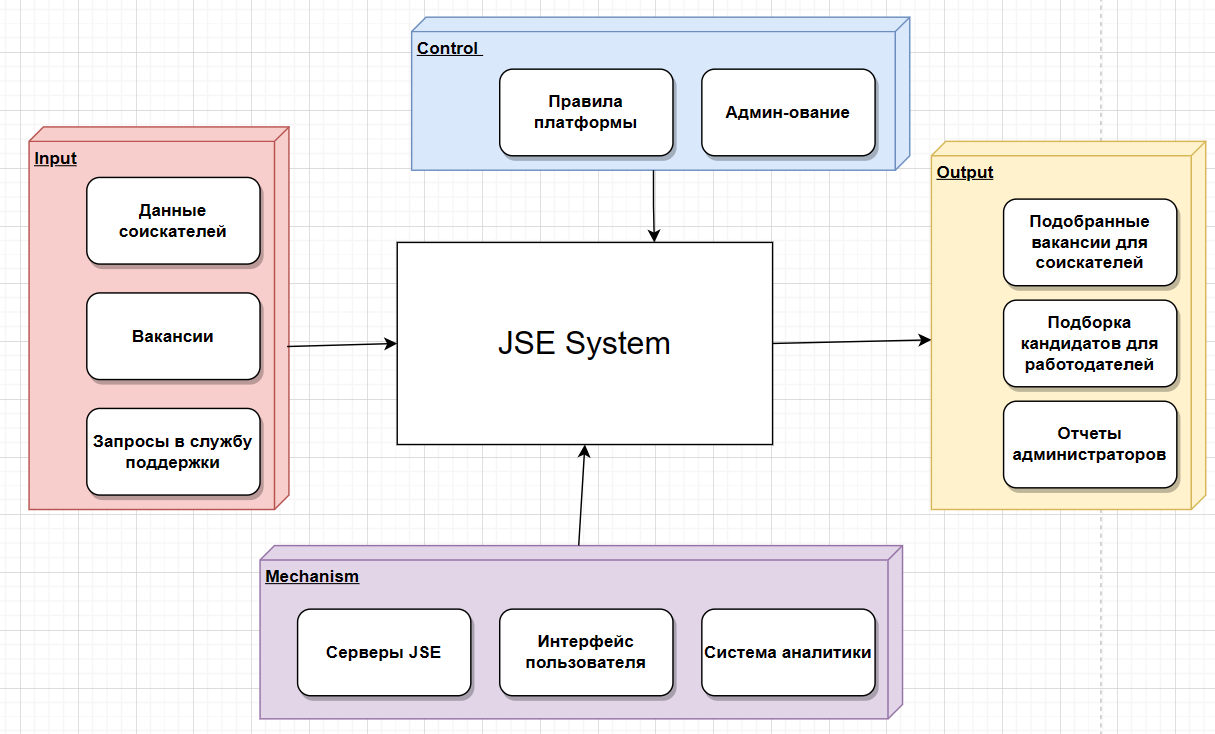 Control
Правила
платформы
Админ-ование
Input
Данные
соискателей
Вакансии
Запросы в службу
поддержки
JSE System
Output
Подобранные
вакансии для
соискателей
Подборка
кандидатов для
работодателей
Отчеты
администраторов
Mechanism
Серверы JSE
Интерфейс
пользователя
Система аналитики